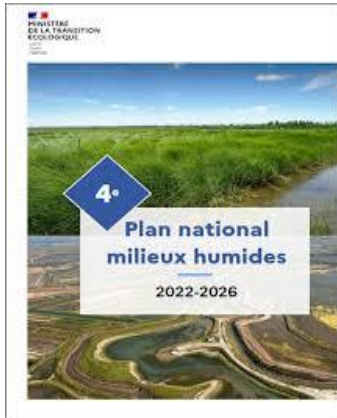 MINISTÈRE
DE LA TRANSITION
ÉCOLOGIQUE
4e
Plan national
milieux humides
2022-2026